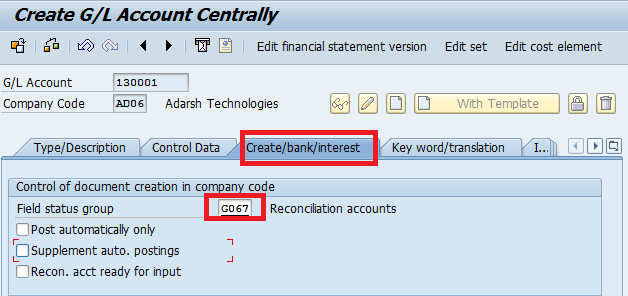 Create G/L Account Centrally
Edit financial statement version Edit set Edit cost element
G/L Account 130001
Company Code AD06 Adarsh Technologies With Template
Type/Description Control Data Create/bank/interest Key word/translation I...
Control of document creation in company code
Field status group G067 Reconciliation accounts
Post automatically only
Supplement auto. postings
Recon. acct ready for input